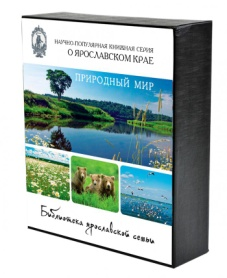 НАУЧНО-ПОПУЛЯРНАЯ КНИЖНАЯ СЕРИЯ
О ЯРОСЛАВСКОМ КРАЕ
ПРИРОДНЫЙ МИР
Библиотека ярославской семьи